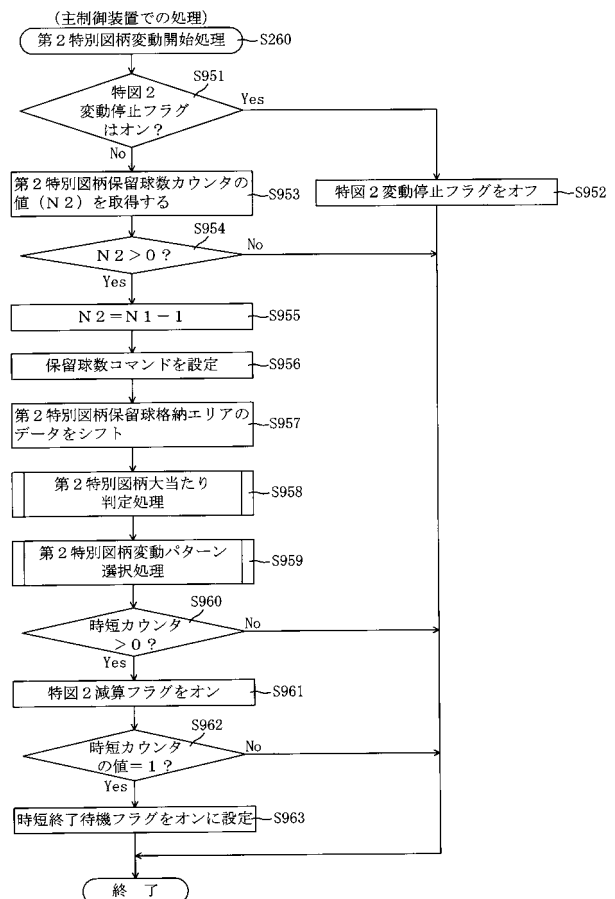 (主制御装置での処理)
第2特別図柄変動開始処理
S260
S951
特図2
変動停止フラグ
はオン?
Yes
No
第2特別図柄保留球数カウンタの
値(N2)を取得する
S953
特図2変動停止フラグをオフ
S952
S954
N2>0?
No
Yes
N2=N1-1
S955
保留球数コマンドを設定
S956
第2特別図柄保留球格納エリアの
データをシフト
S957
第2特別図柄大当たり
判定処理
S958
第2特別図柄変動パターン
選択処理
S959
S960
時短カウンタ
>0?
No
Yes
特図2減算フラグをオン
S961
S962
時短カウンタ
の値=1?
No
Yes
時短終了待機フラグをオンに設定
S963
終 了